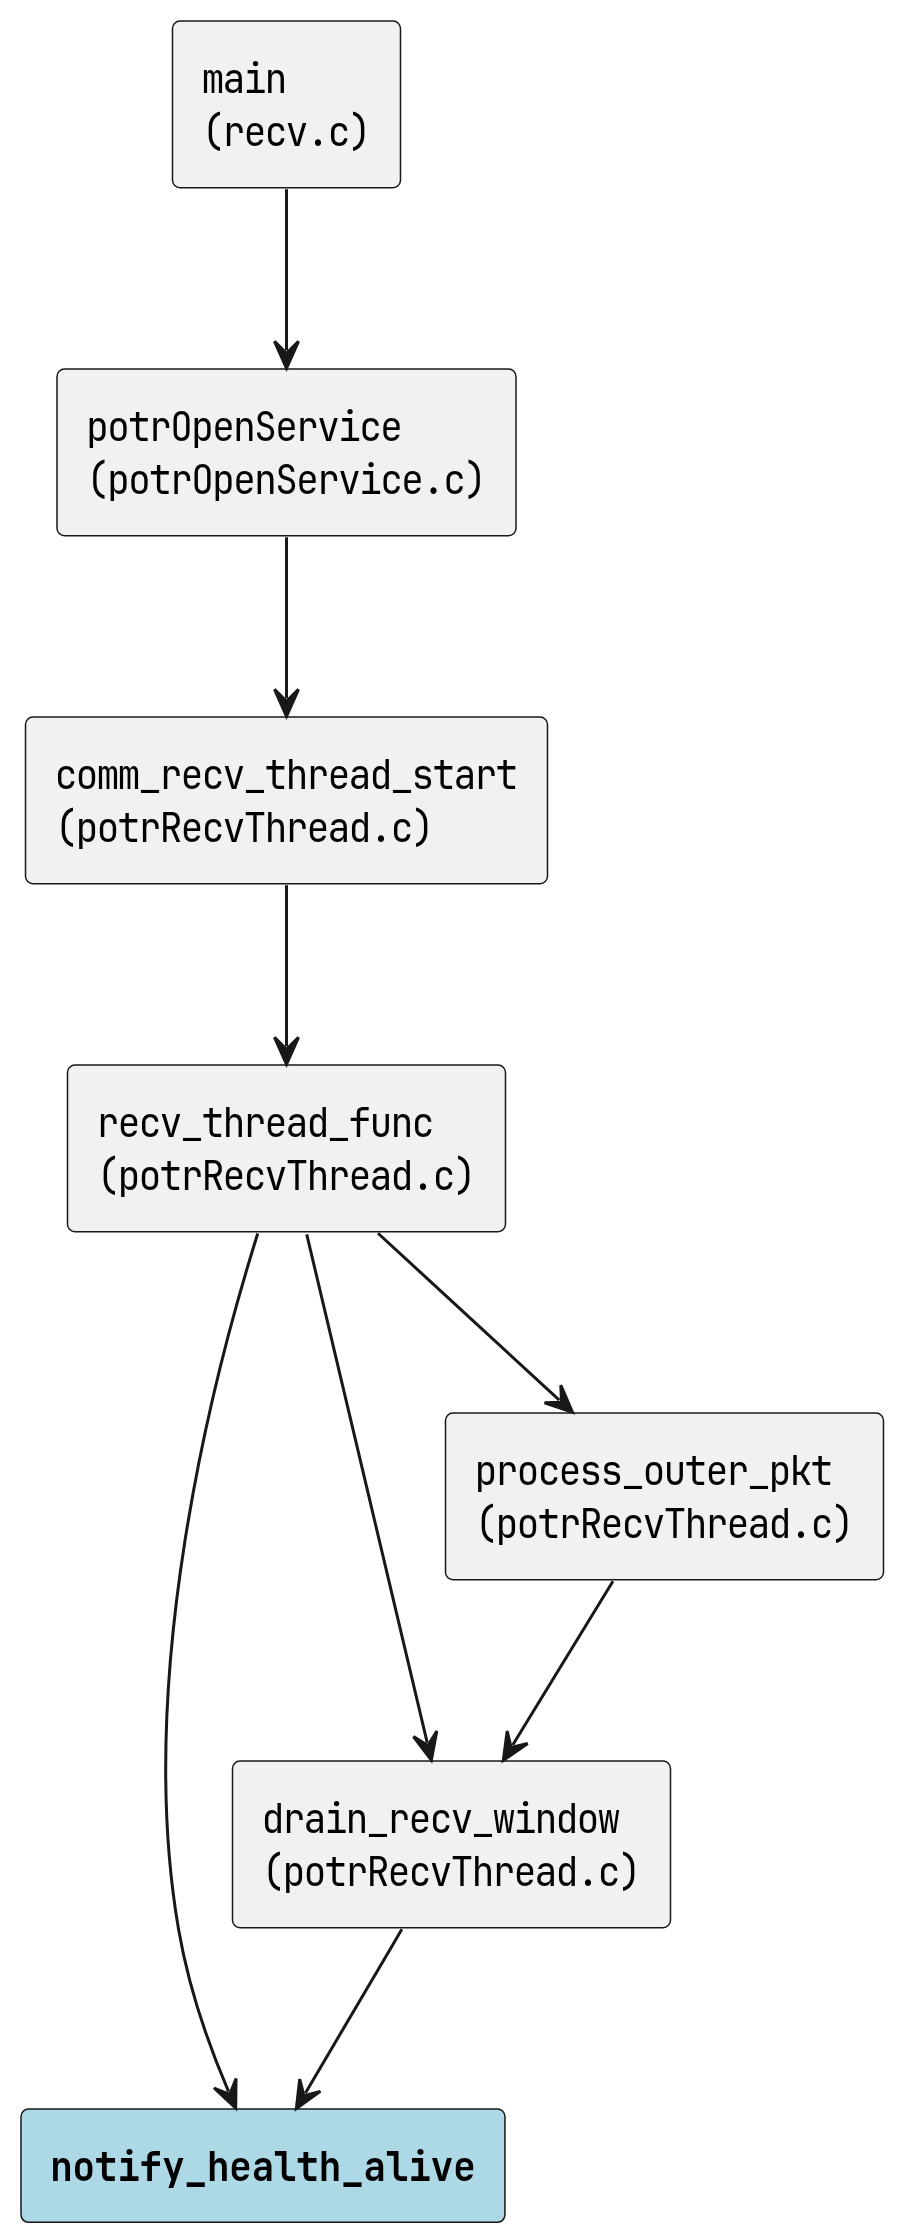 main
(recv.c)
potrOpenService
(potrOpenService.c)
comm_recv_thread_start
(potrRecvThread.c)
recv_thread_func
(potrRecvThread.c)
process_outer_pkt
(potrRecvThread.c)
drain_recv_window
(potrRecvThread.c)
notify_health_alive